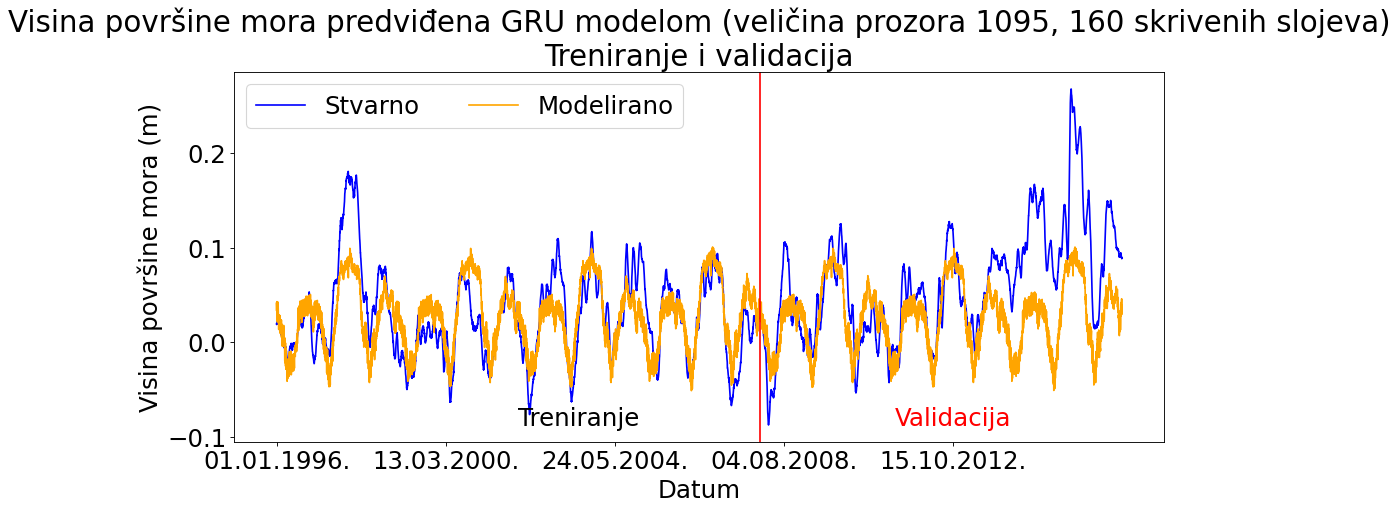 Visina površine mora predviđena GRU modelom (veličina prozora 1095, 160 skrivenih slojeva)
Treniranje i validacija
Stvarno
Modelirano
Visina površine mora (m)
0.2
0.1
0.0
−0.1
Treniranje
Validacija
01.01.1996.
13.03.2000.
24.05.2004.
04.08.2008.
15.10.2012.
Datum